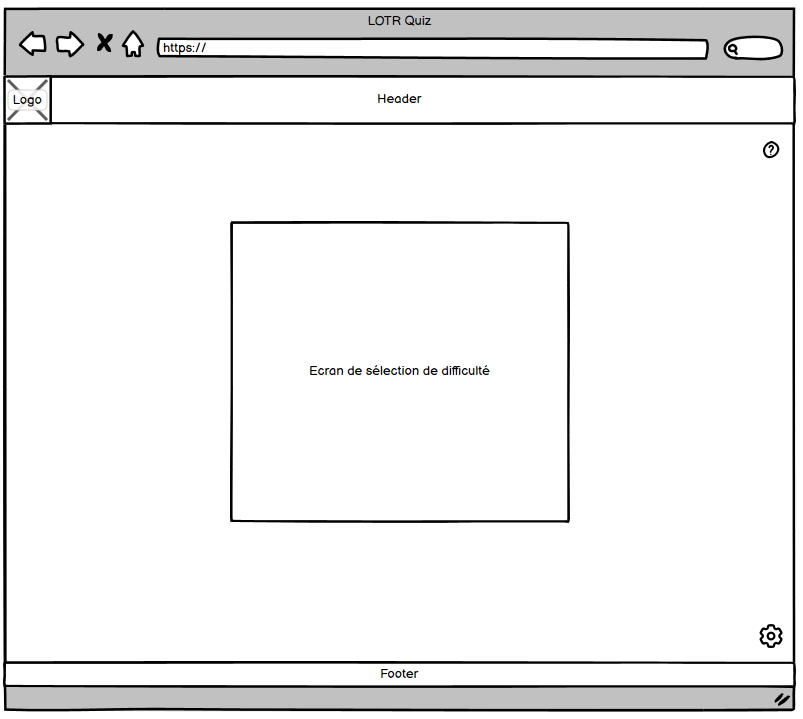 LOTR Quiz
https://
Logo
Header
?
Ecran de sélection de difficulté
Footer